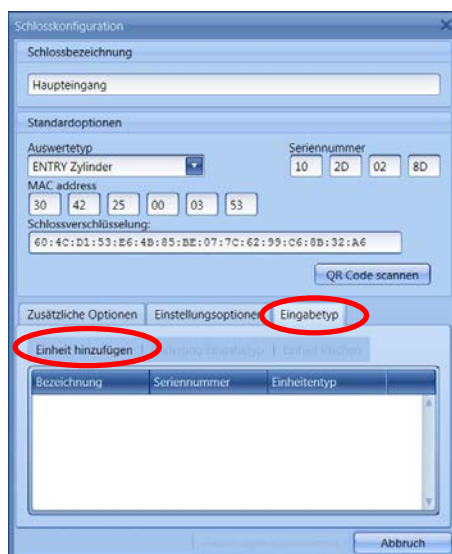 Schlosskonfiguration
Schlossbezeichnung
Haupteingang
Standardoptionen
Auswertetyp Seriennummer
ENTRY Zylinder 10 2D 02 8D
MAC address
30 42 25 00 03 53
Schlossverschlüsselung:
60:4C:D1:53:E6:4B:85:BE:07:7C:62:99:C6:8B:32:A6
QR Code scannen
Zusätzliche Optionen Einstellungsoptionen Eingabetyp
Einheit hinzufügen Einheit löschen
Bezeichnung Seriennummer Einheitentyp
Abbruch